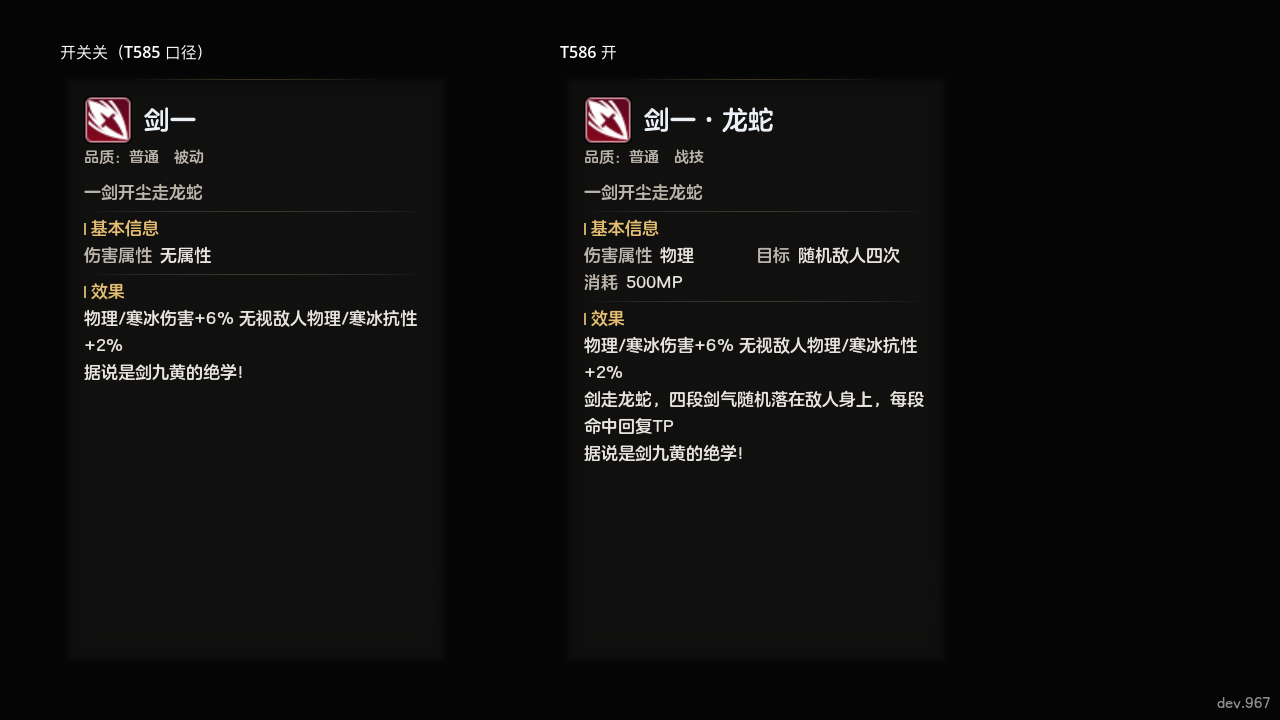 开关关（T585 口径）
剑一
品质：普通 被动
一剑开尘走龙蛇
基本信息
伤害属性 无属性
效果
物理/寒冰伤害+6% 无视敌人物理/寒冰抗性
+2%
据说是剑九黄的绝学!
T586 开
剑一·龙蛇
品质：普通 战技
一剑开尘走龙蛇
基本信息
伤害属性 物理 目标 随机敌人四次
消耗 500MP
效果
物理/寒冰伤害+6% 无视敌人物理/寒冰抗性
+2%
剑走龙蛇，四段剑气随机落在敌人身上，每段
命中回复TP
据说是剑九黄的绝学!
dev.967